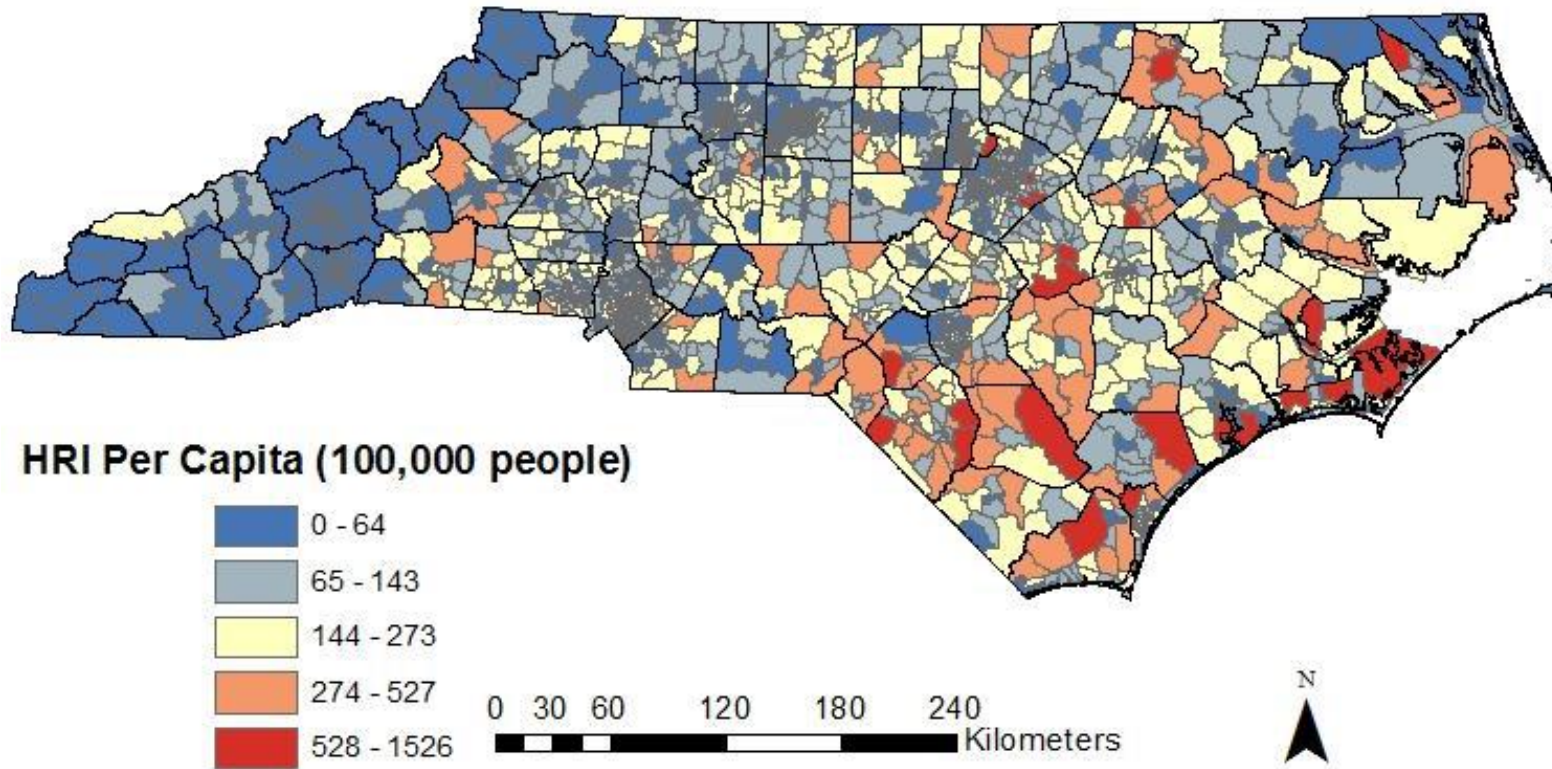 HRI Per Capita (100,000 people)
0 - 64
65 - 143
144 - 273
274 - 527
528 - 1526
0 30 60 120 180 240
Kilometers
N